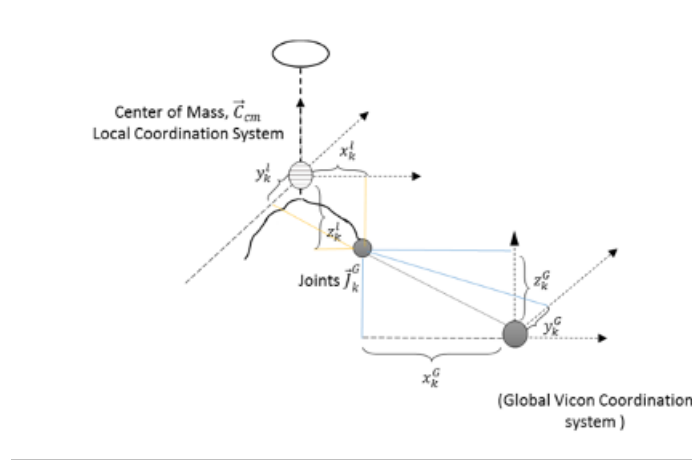 Center of Mass, $\vec{C}_{cm}$
Local Coordination System
$x_k^l$
$y_k^l$
$z_k^l$
Joints $\vec{J}_k^G$
$z_k^G$
$y_k^G$
$x_k^G$
(Global Vicon Coordination
system )